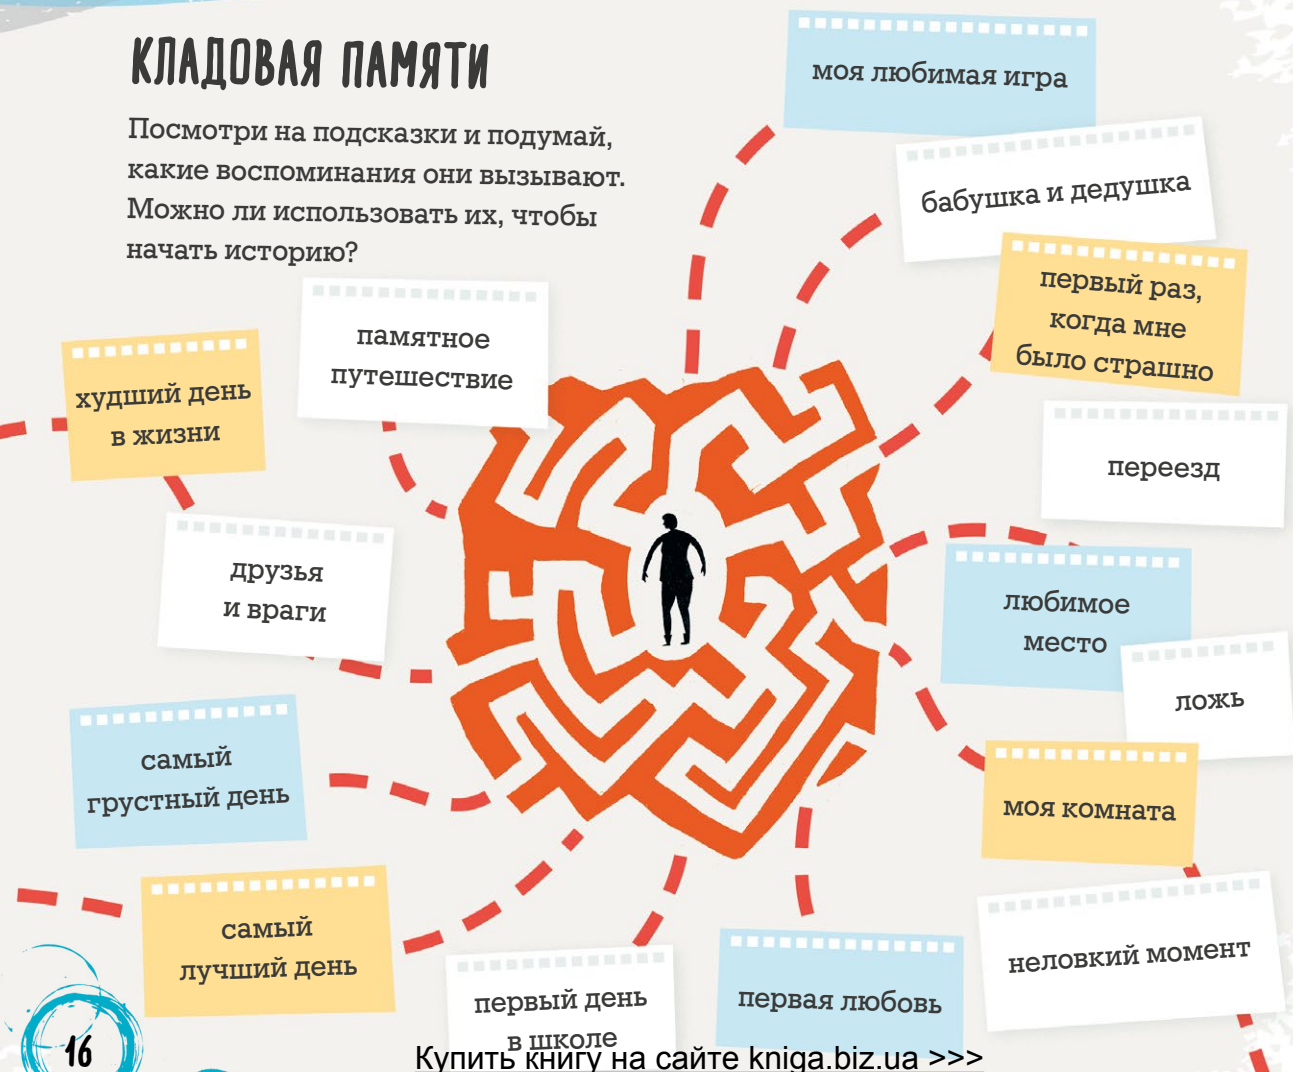 КЛАДОВАЯ ПАМЯТИ
Посмотри на подсказки и подумай,
какие воспоминания они вызывают.
Можно ли использовать их, чтобы
начать историю?
моя любимая игра
бабушка и дедушка
первый раз,
когда мне
было страшно
памятное
путешествие
худший день
в жизни
переезд
друзья
и враги
любимое
место
ложь
самый
грустный день
моя комната
самый
лучший день
неловкий момент
первый день
в школе
первая любовь
16
Купить книгу на сайте kniga.biz.ua >>>